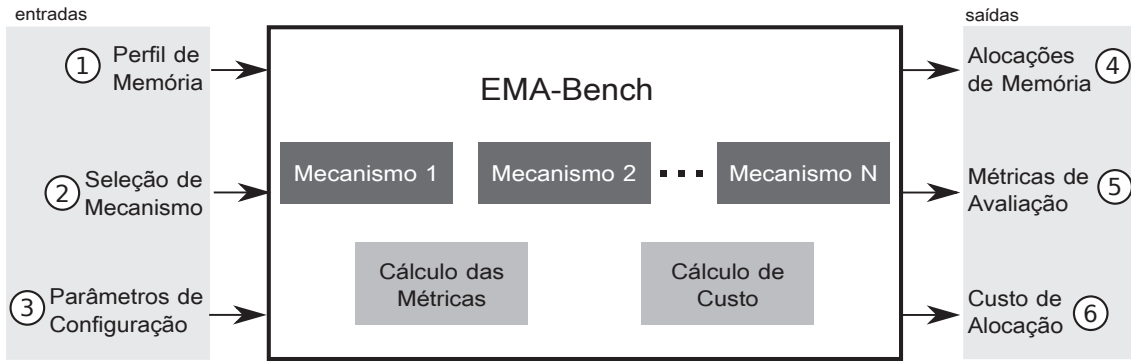 entradas
1
Perfil de
Memória
2
Seleção de
Mecanismo
3
Parâmetros de
Configuração
EMA-Bench
Mecanismo 1
Mecanismo 2
Mecanismo N
Cálculo das
Métricas
Cálculo de
Custo
saídas
Alocações
de Memória
4
Métricas de
Avaliação
5
Custo de
Alocação
6